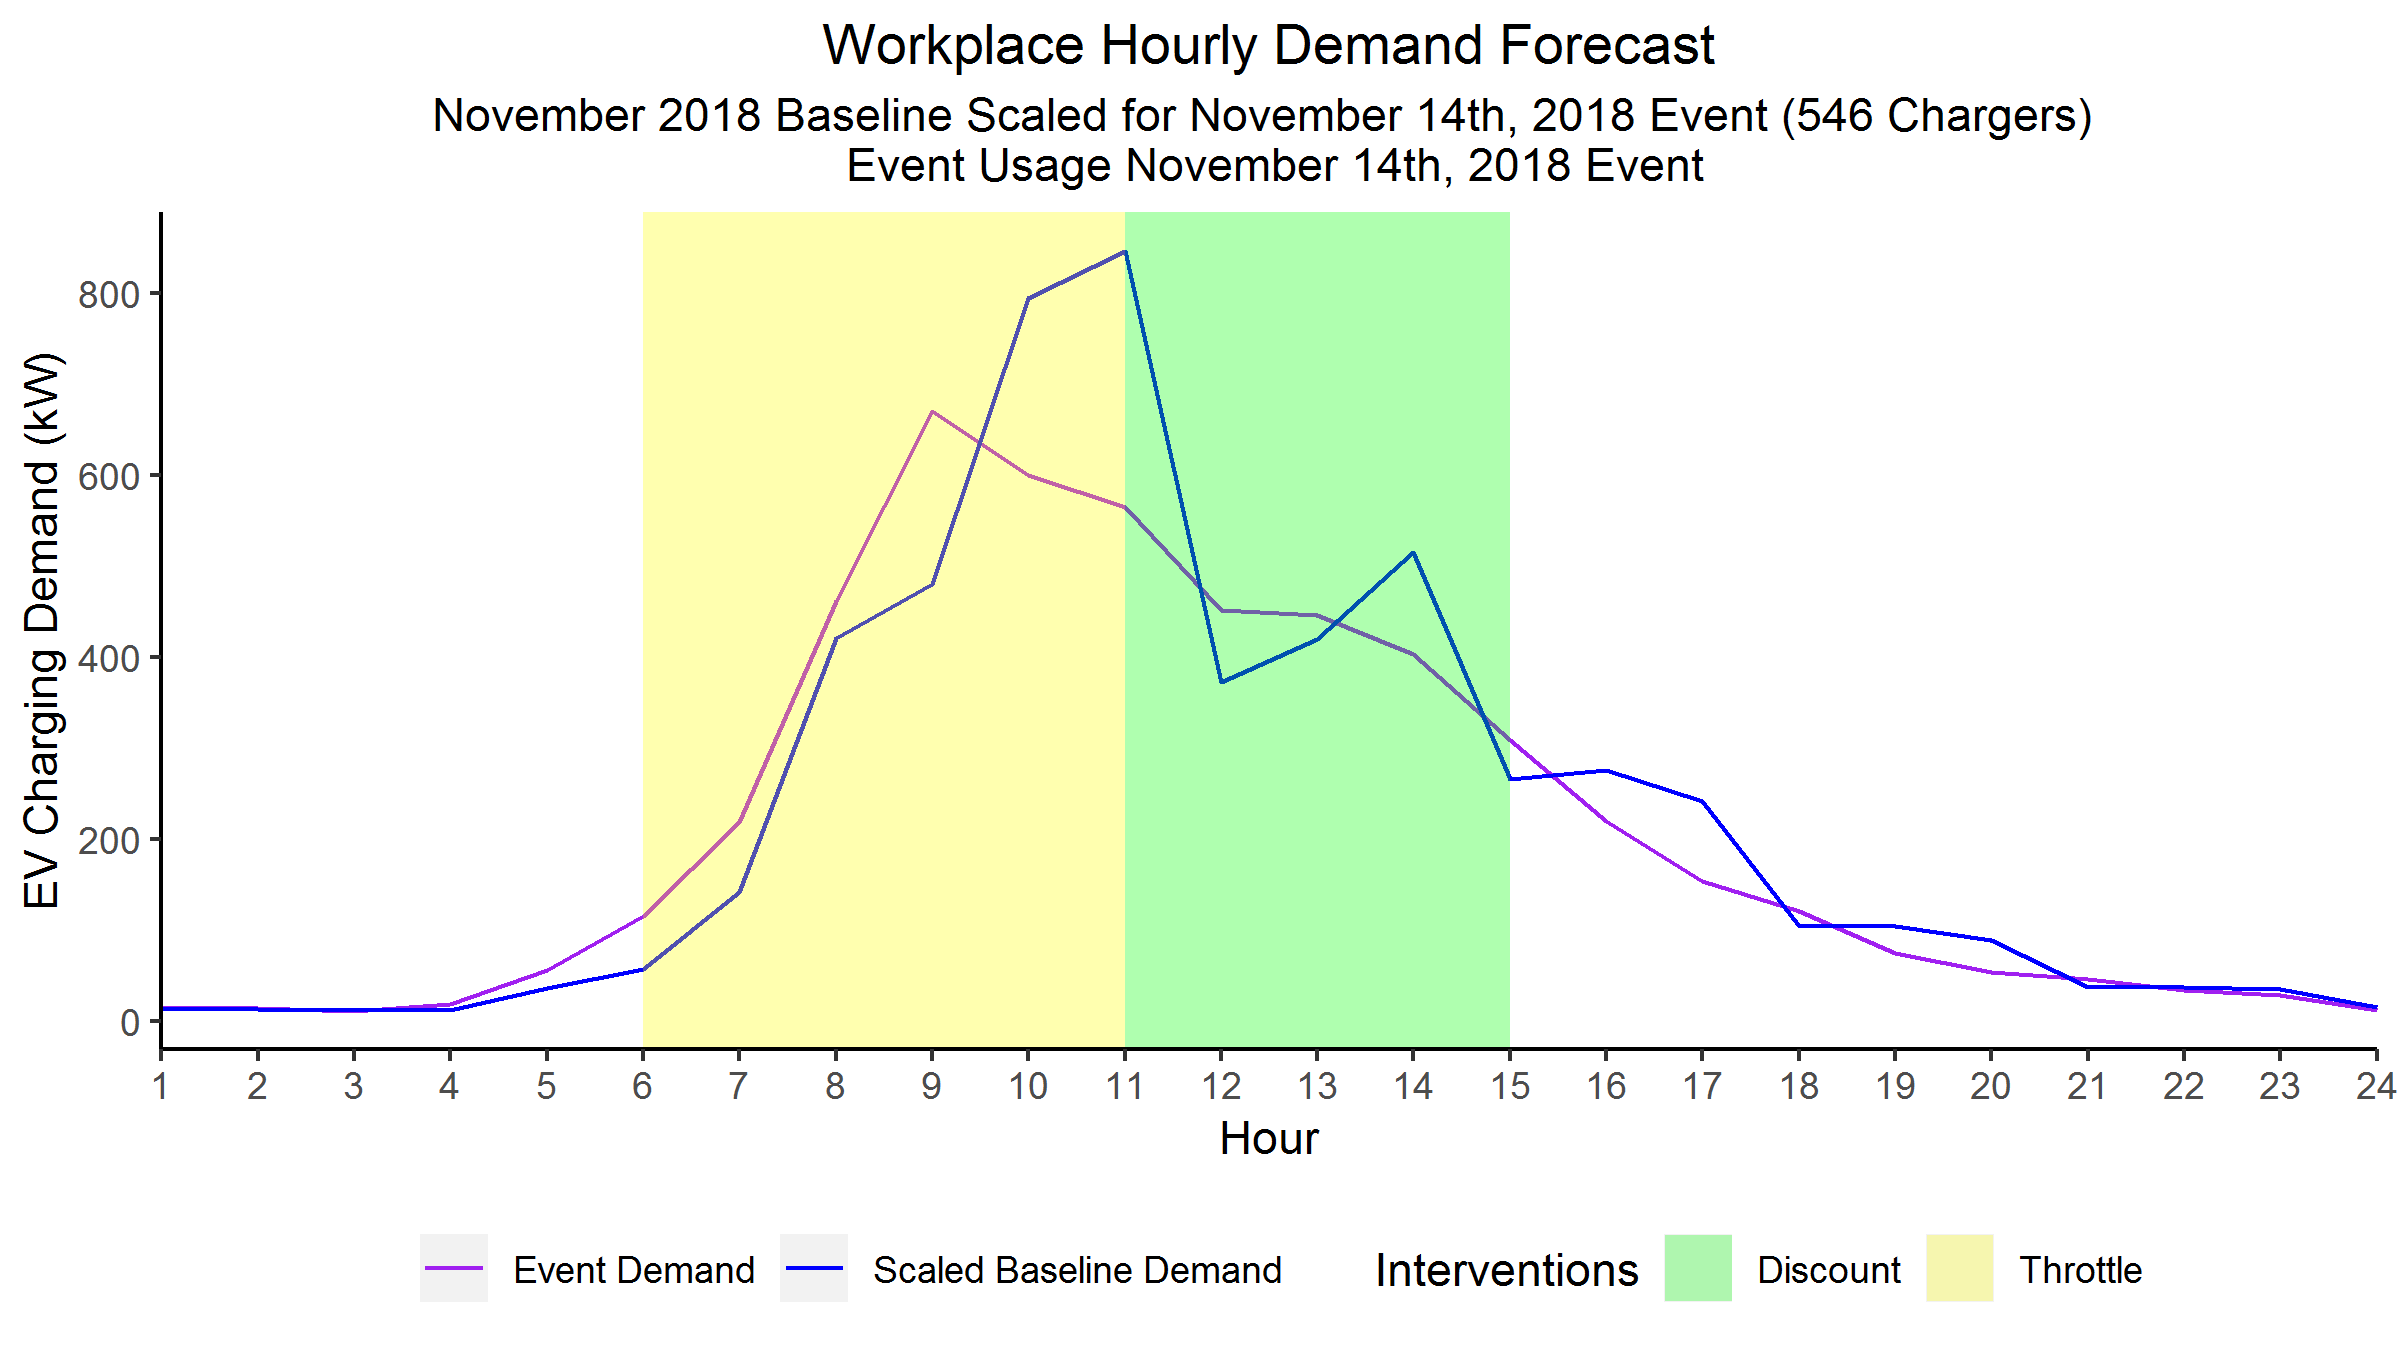 Workplace Hourly Demand Forecast
November 2018 Baseline Scaled for November 14th, 2018 Event (546 Chargers)
Event Usage November 14th, 2018 Event
EV Charging Demand (kW)
800
600
400
200
0
1 2 3 4 5 6 7 8 9 10 11 12 13 14 15 16 17 18 19 20 21 22 23 24
Hour
Event Demand Scaled Baseline Demand Interventions Discount Throttle